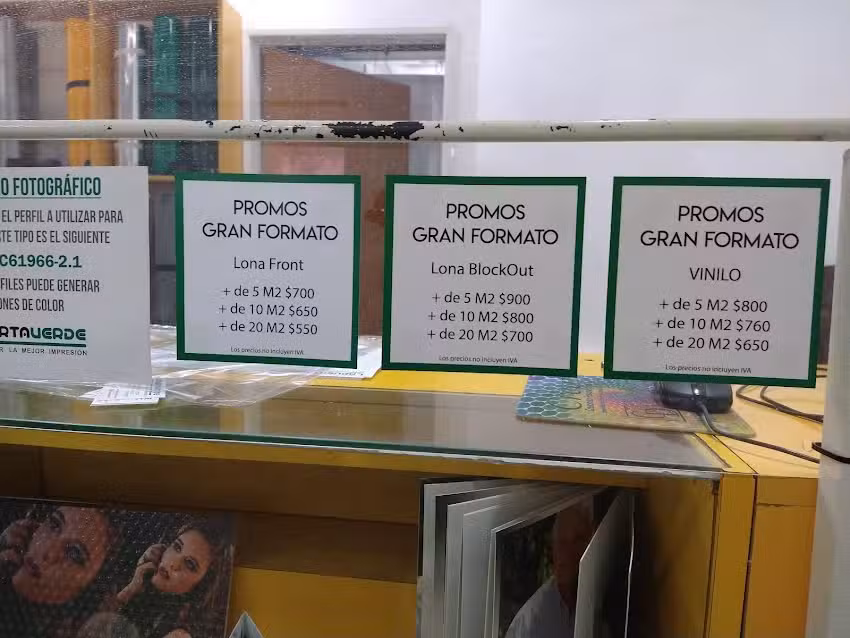 O FOTOGRÁFICO
EL PERFIL A UTILIZAR PARA
TE TIPO ES EL SIGUIENTE
C61966-2.1
FILES PUEDE GENERAR
ONES DE COLOR
RTAVERDE
R LA MEJOR IMPRESIÓN
PROMOS
GRAN FORMATO
Lona Front
+ de 5 M2 $700
+ de 10 M2 $650
+ de 20 M2 $550
Los precios no incluyen IVA
PROMOS
GRAN FORMATO
Lona BlockOut
+ de 5 M2 $900
+ de 10 M2 $800
+ de 20 M2 $700
Los precios no incluyen IVA
PROMOS
GRAN FORMATO
VINILO
+ de 5 M2 $800
+ de 10 M2 $760
+ de 20 M2 $650
Los precios no incluyen IVA